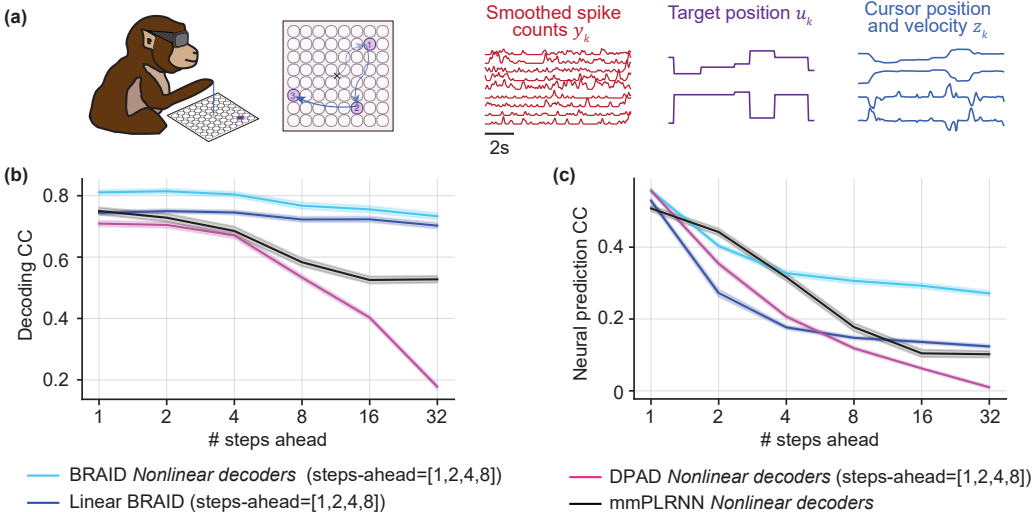 (a)
1
2
3
Smoothed spike
counts y_k
2s
Target position u_k
Cursor position
and velocity z_k
(b)
Decoding CC
0.8
0.6
0.4
0.2
1 2 4 8 16 32
# steps ahead
(c)
Neural prediction CC
0.4
0.2
0
1 2 4 8 16 32
# steps ahead
BRAID Nonlinear decoders (steps-ahead=[1,2,4,8])
Linear BRAID (steps-ahead=[1,2,4,8])
DPAD Nonlinear decoders (steps-ahead=[1,2,4,8])
mmPLRNN Nonlinear decoders